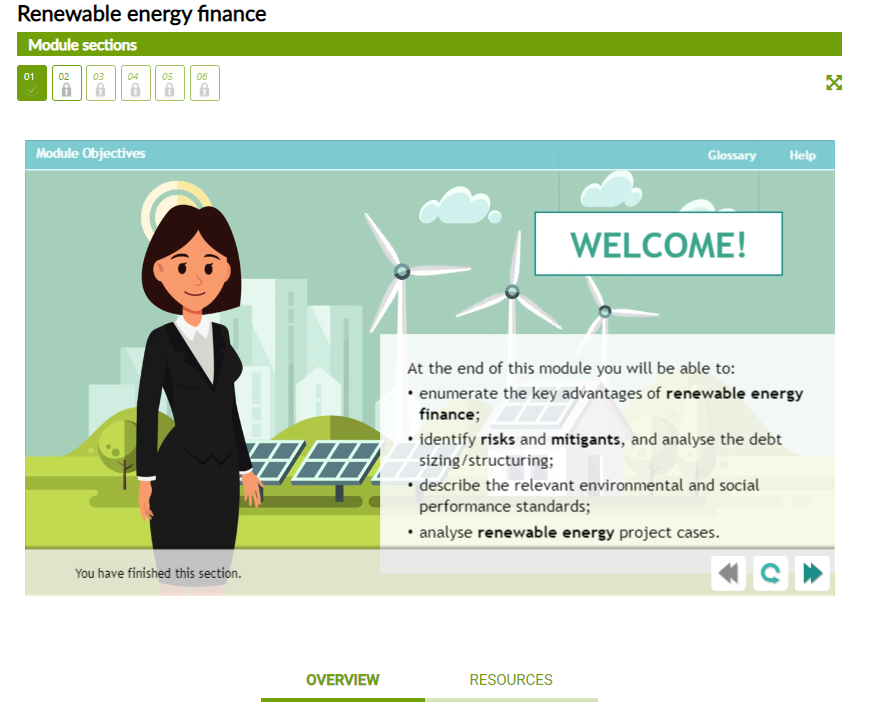 Renewable energy finance
Module sections
01 02 03 04 05 06
Module Objectives
Glossary Help
WELCOME!
At the end of this module you will be able to:
• enumerate the key advantages of renewable energy
finance;
• identify risks and mitigants, and analyse the debt
sizing/structuring;
• describe the relevant environmental and social
performance standards;
• analyse renewable energy project cases.
You have finished this section.
OVERVIEW RESOURCES